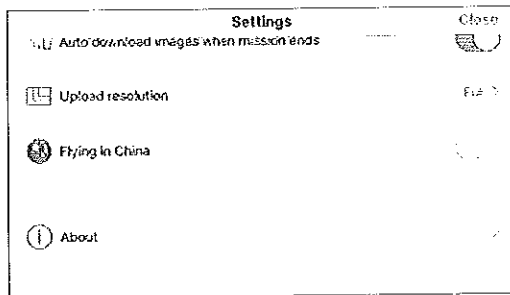 Settings
Close
Auto download images when mission ends
Upload resolution
Flying in China
About